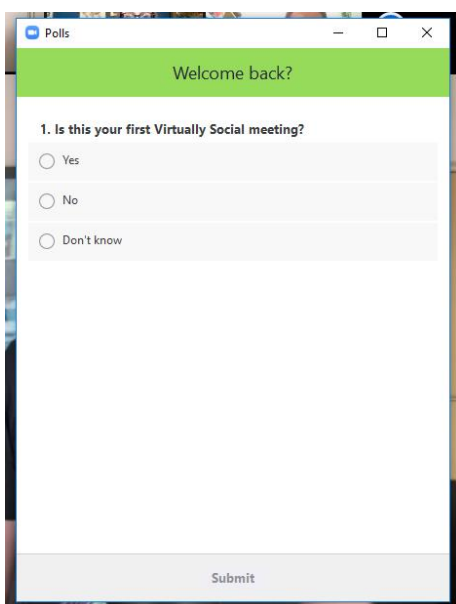 Polls
Welcome back?
1. Is this your first Virtually Social meeting?
Yes
No
Don't know
Submit